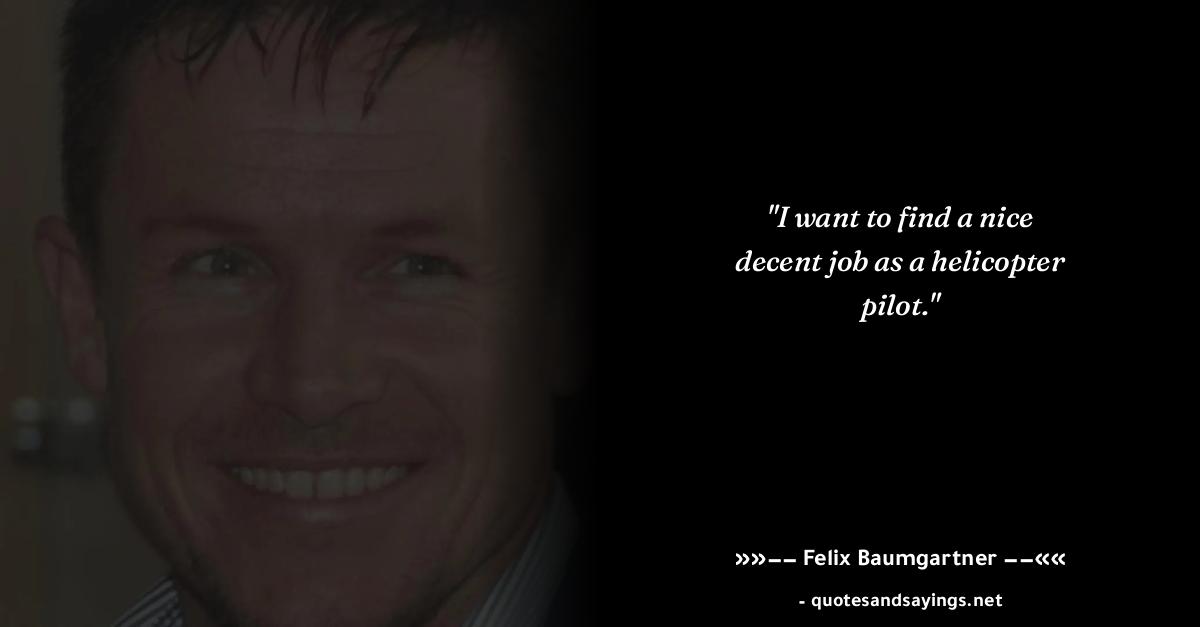 "I want to find a nice
decent job as a helicopter
pilot."
»»–– Felix Baumgartner ––««
- quotesandsayings.net